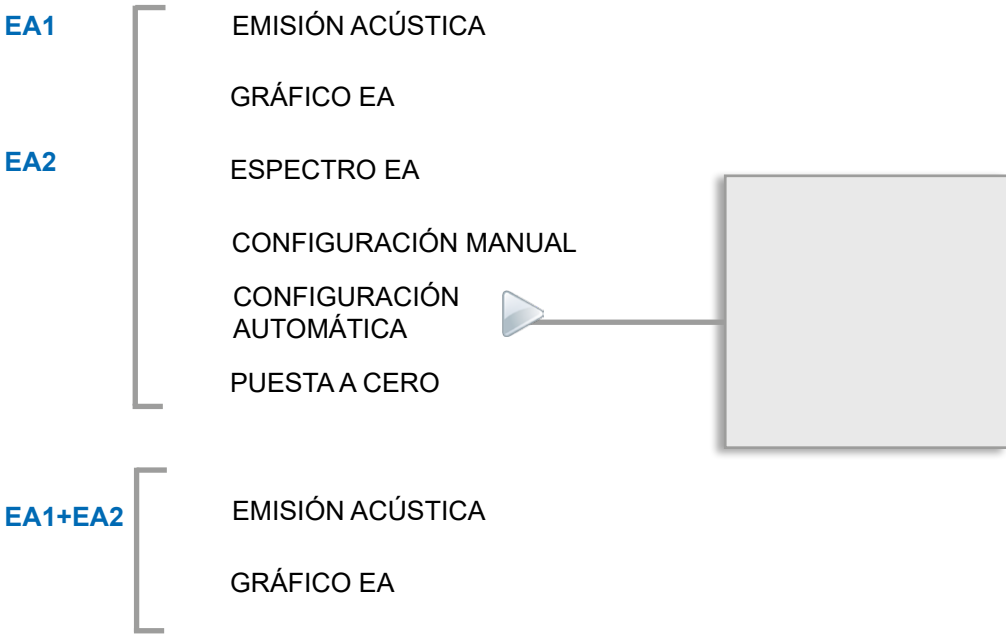 EA1
EMISIÓN ACÚSTICA
GRÁFICO EA
EA2
ESPECTRO EA
CONFIGURACIÓN MANUAL
CONFIGURACIÓN
AUTOMÁTICA
PUESTA A CERO
EA1+EA2
EMISIÓN ACÚSTICA
GRÁFICO EA